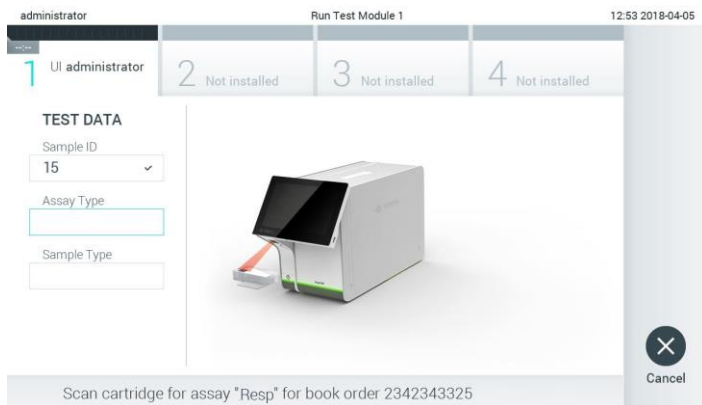 administrator
Run Test Module 1
12:53 2018-04-05
--:--
1 UI administrator
2 Not installed
3 Not installed
4 Not installed
TEST DATA
Sample ID
15
Assay Type
Sample Type
Cancel
Scan cartridge for assay "Resp" for book order 2342343325